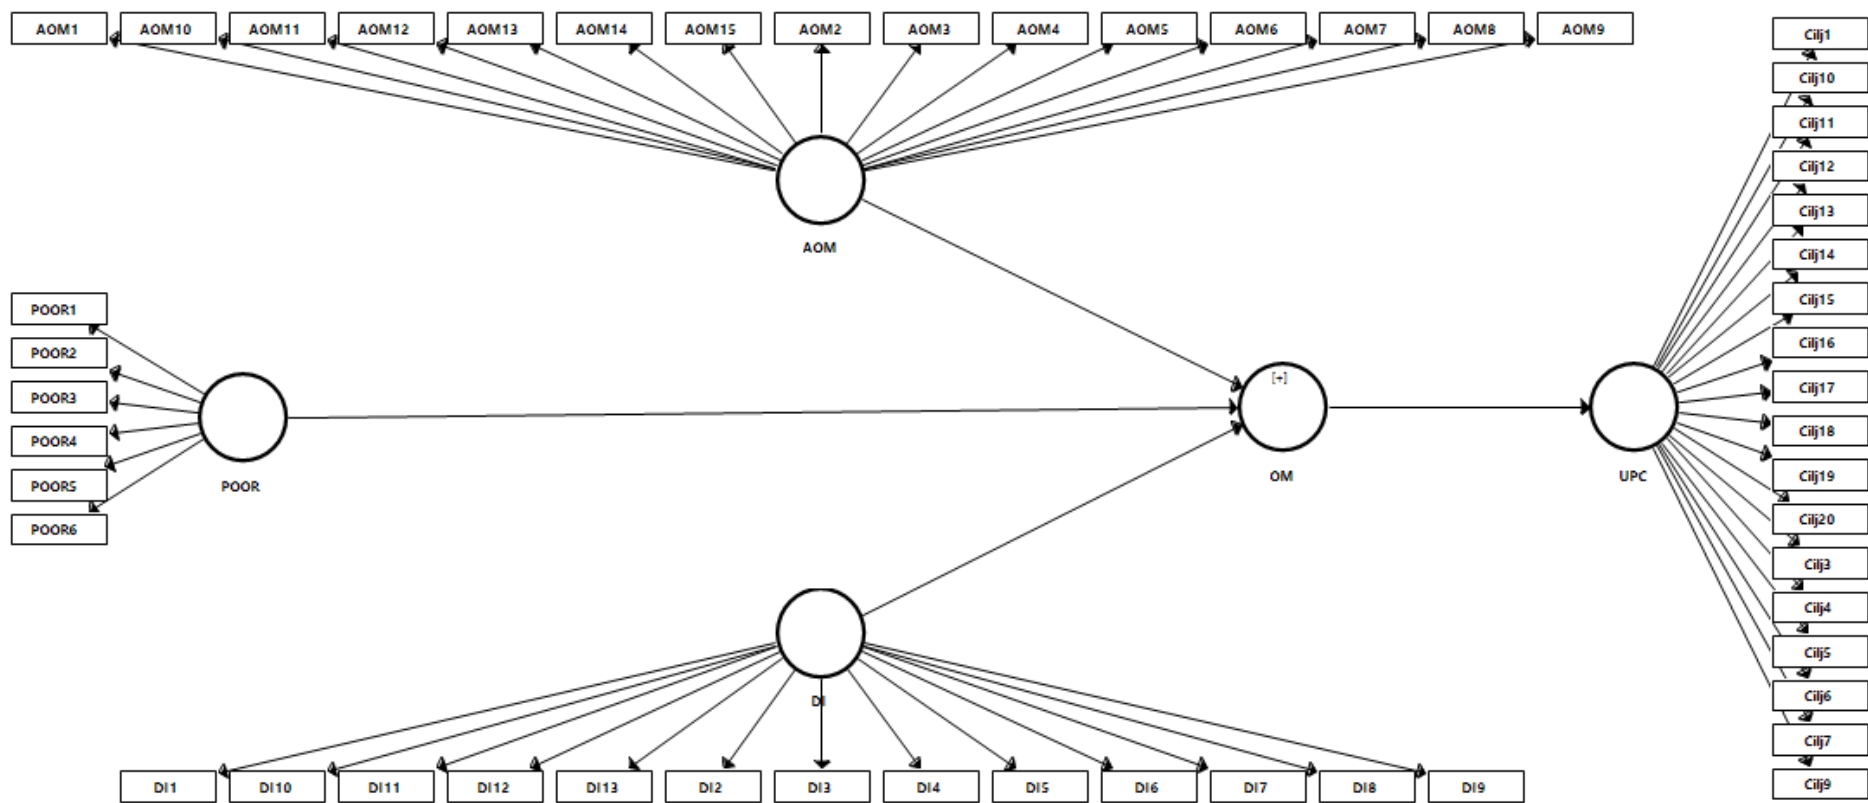 AOM1 AOM10 AOM11 AOM12 AOM13 AOM14 AOM15 AOM2 AOM3 AOM4 AOM5 AOM6 AOM7 AOM8 AOM9
AOM
POOR1
POOR2
POOR3
POOR4
POOR5
POOR6
POOR
[+]
OM
UPC
DI
DI1 DI10 DI11 DI12 DI13 DI2 DI3 DI4 DI5 DI6 DI7 DI8 DI9
Cilj1
Cilj10
Cilj11
Cilj12
Cilj13
Cilj14
Cilj15
Cilj16
Cilj17
Cilj18
Cilj19
Cilj20
Cilj3
Cilj4
Cilj5
Cilj6
Cilj7
Cilj9